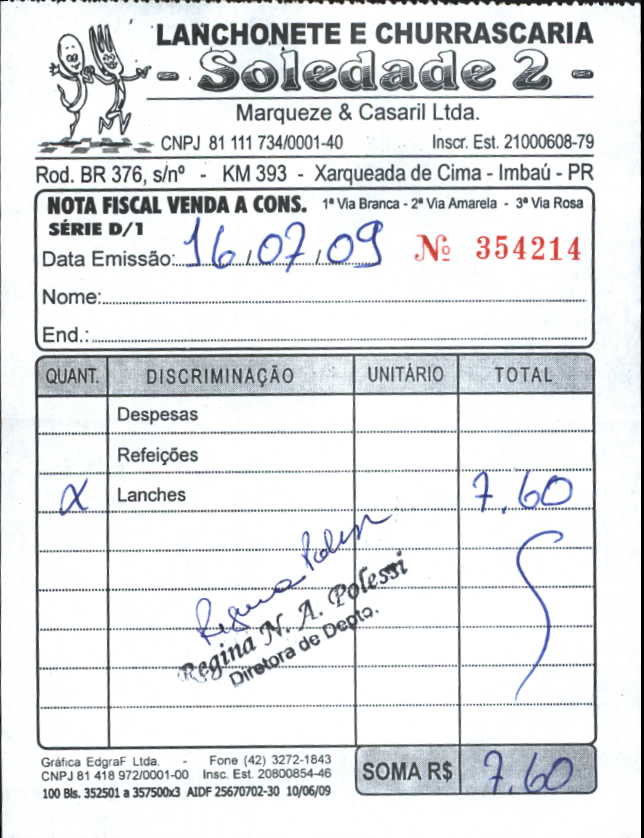 LANCHONETE E CHURRASCARIA
- Soledade 2 -
Marqueze & Casaril Ltda.
CNPJ 81 111 734/0001-40 Inscr. Est. 21000608-79
Rod. BR 376, s/nº - KM 393 - Xarqueada de Cima - Imbaú - PR
NOTA FISCAL VENDA A CONS. 1ª Via Branca - 2ª Via Amarela - 3ª Via Rosa
SÉRIE D/1
Data Emissão: 16/07/09 Nº 354214
Nome:
End.:
QUANT. DISCRIMINAÇÃO UNITÁRIO TOTAL
Despesas
Refeições
X Lanches 7,60
Regina Polessi
Regina N. A. Polessi
Diretora de Depto.
Gráfica EdgraF Ltda. - Fone (42) 3272-1843
CNPJ 81 418 972/0001-00 Insc. Est. 20800854-46
100 Bls. 352501 a 357500x3 AIDF 25670702-30 10/06/09
SOMA R$ 7,60